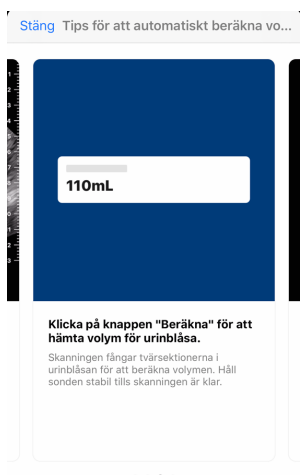 Stäng Tips för att automatiskt beräkna vo...
110mL
Klicka på knappen "Beräkna" för att
hämta volym för urinblåsa.
Skanningen fångar tvärsektionerna i
urinblåsan för att beräkna volymen. Håll
sonden stabil tills skanningen är klar.